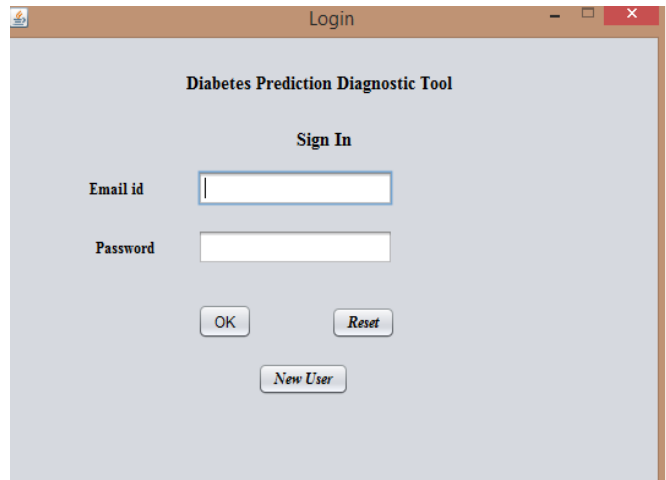 Login
Diabetes Prediction Diagnostic Tool
Sign In
Email id
Password
OK Reset
New User